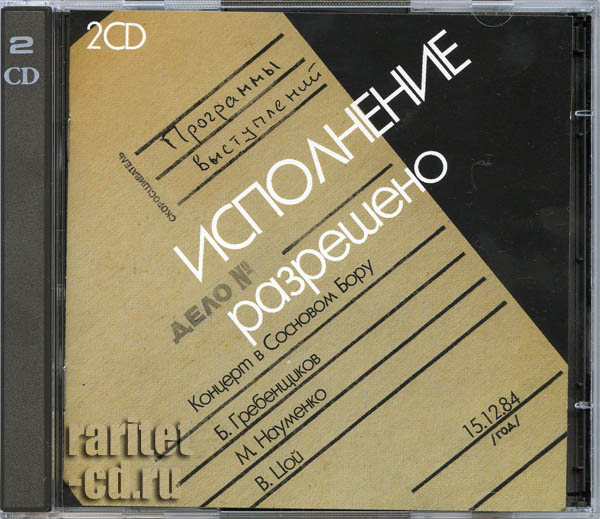 2
CD
2CD
Программы
выступлений
СКОРОСШИВАТЕЛЬ
ИСПОЛНЕНИЕ
разрешено
ДЕЛО №
Концерт в Сосновом Бору
Б. Гребенщиков
М. Науменко
В. Цой
15.12.84
/год/
raritet
-cd.ru